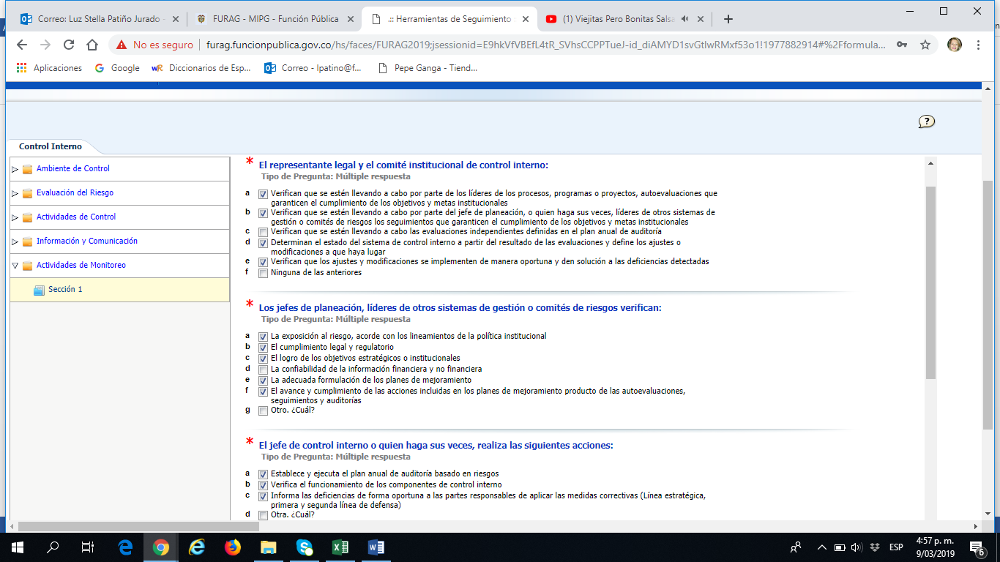 Correo: Luz Stella Patiño Jurado -
FURAG - MIPG - Función Pública
.:: Herramientas de Seguimiento :
(1) Viejitas Pero Bonitas Salsa
No es seguro
furag.funcionpublica.gov.co/hs/faces/FURAG2019;jsessionid=E9hkVfVBEfL4tR_SVhsCCPPTueJ-id_diAMYD1svGtlwRMxf53o1!1977882914#%2Fformula...
Aplicaciones
Google
Diccionarios de Esp...
Correo - lpatino@f...
Pepe Ganga - Tiend...
?
Control Interno
Ambiente de Control
Evaluación del Riesgo
Actividades de Control
Información y Comunicación
Actividades de Monitoreo
Sección 1
* El representante legal y el comité institucional de control interno:
Tipo de Pregunta: Múltiple respuesta
a Verifican que se estén llevando a cabo por parte de los líderes de los procesos, programas o proyectos, autoevaluaciones que
garanticen el cumplimiento de los objetivos y metas institucionales
b Verifican que se estén llevando a cabo por parte del jefe de planeación, o quien haga sus veces, líderes de otros sistemas de
gestión o comités de riesgos los seguimientos que garanticen el cumplimiento de los objetivos y metas institucionales
c Verifican que se estén llevando a cabo las evaluaciones independientes definidas en el plan anual de auditoría
d Determinan el estado del sistema de control interno a partir del resultado de las evaluaciones y define los ajustes o
modificaciones a que haya lugar
e Verifican que los ajustes y modificaciones se implementen de manera oportuna y den solución a las deficiencias detectadas
f Ninguna de las anteriores
* Los jefes de planeación, líderes de otros sistemas de gestión o comités de riesgos verifican:
Tipo de Pregunta: Múltiple respuesta
a La exposición al riesgo, acorde con los lineamientos de la política institucional
b El cumplimiento legal y regulatorio
c El logro de los objetivos estratégicos o institucionales
d La confiabilidad de la información financiera y no financiera
e La adecuada formulación de los planes de mejoramiento
f El avance y cumplimiento de las acciones incluidas en los planes de mejoramiento producto de las autoevaluaciones,
seguimientos y auditorías
g Otro. ¿Cuál?
* El jefe de control interno o quien haga sus veces, realiza las siguientes acciones:
Tipo de Pregunta: Múltiple respuesta
a Establece y ejecuta el plan anual de auditoría basado en riesgos
b Verifica el funcionamiento de los componentes de control interno
c Informa las deficiencias de forma oportuna a las partes responsables de aplicar las medidas correctivas (Línea estratégica,
primera y segunda línea de defensa)
d Otra. ¿Cuál?
ESP
4:57 p. m.
9/03/2019
6